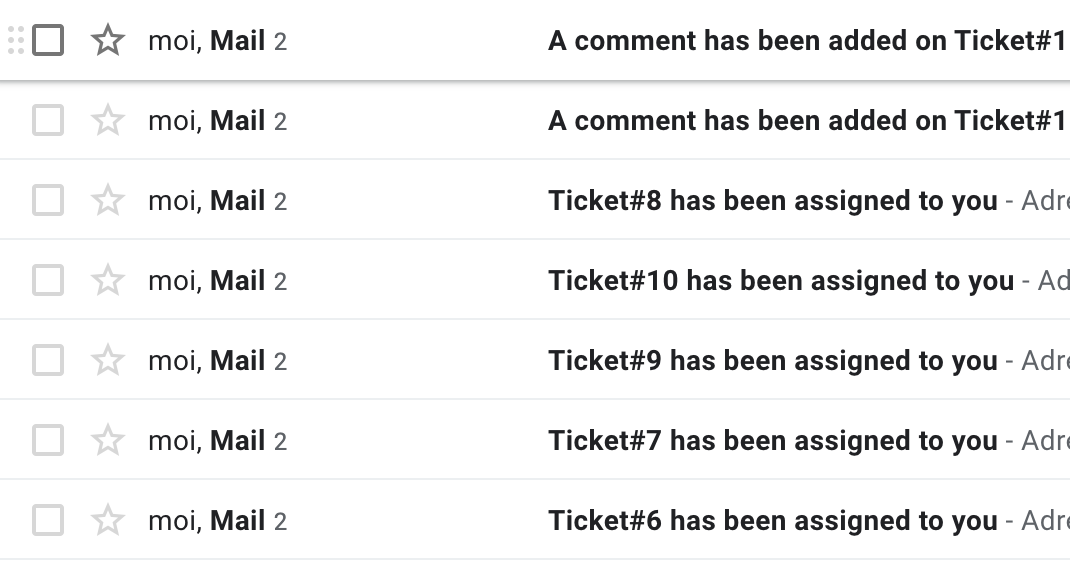 moi, Mail 2 A comment has been added on Ticket#1
moi, Mail 2 A comment has been added on Ticket#1
moi, Mail 2 Ticket#8 has been assigned to you - Adre
moi, Mail 2 Ticket#10 has been assigned to you - Ad
moi, Mail 2 Ticket#9 has been assigned to you - Adre
moi, Mail 2 Ticket#7 has been assigned to you - Adre
moi, Mail 2 Ticket#6 has been assigned to you - Adre